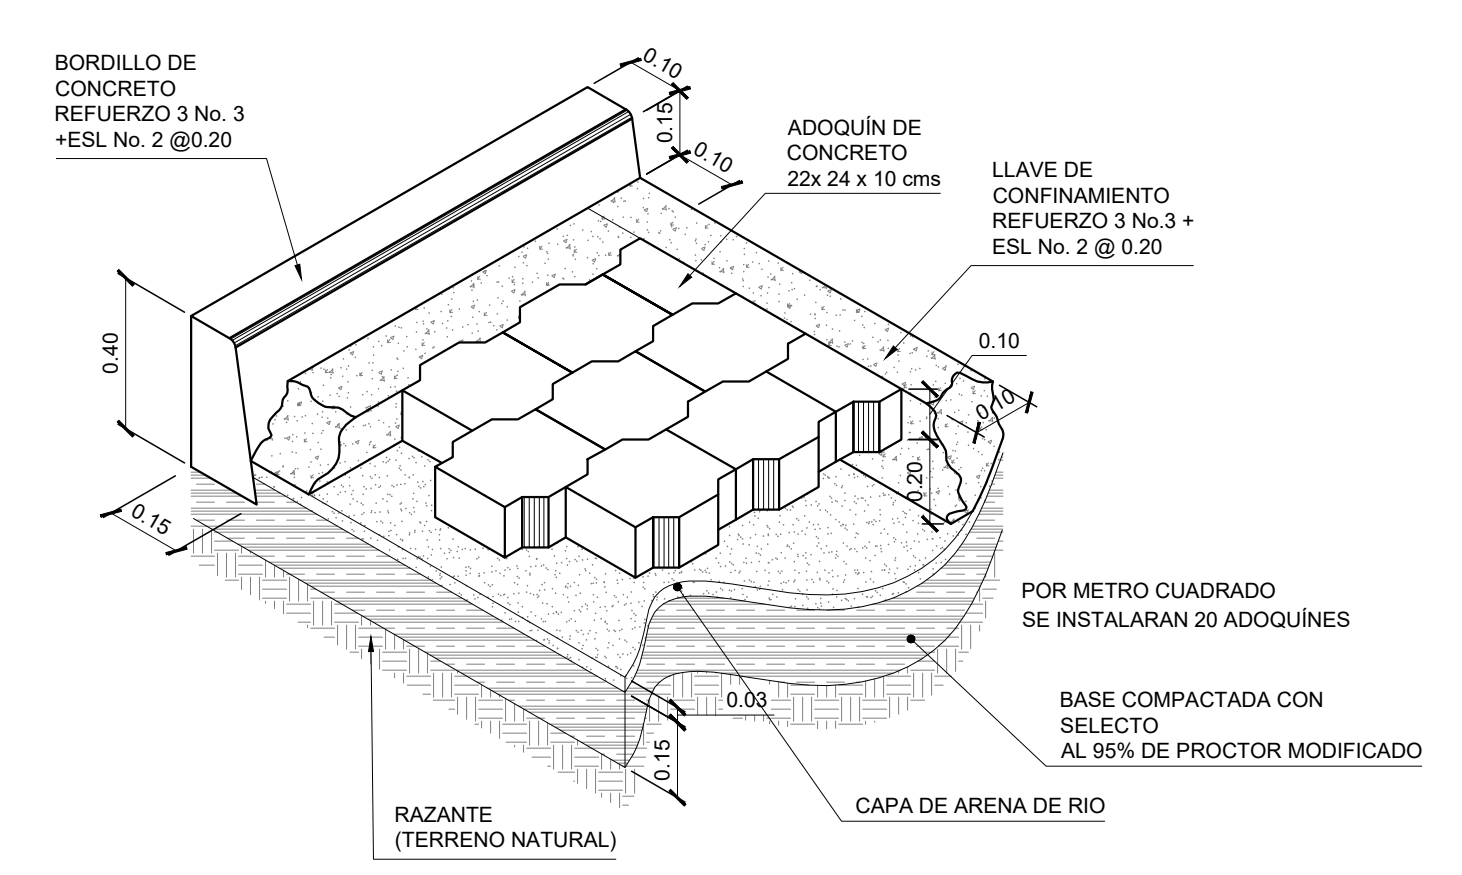 BORDILLO DE
CONCRETO
REFUERZO 3 No. 3
+ESL No. 2 @0.20
0.10
0.15
0.10
ADOQUÍN DE
CONCRETO
22x 24 x 10 cms
LLAVE DE
CONFINAMIENTO
REFUERZO 3 No.3 +
ESL No. 2 @ 0.20
0.40
0.10
0.10
0.20
0.15
POR METRO CUADRADO
SE INSTALARAN 20 ADOQUÍNES
0.03
0.15
BASE COMPACTADA CON
SELECTO
AL 95% DE PROCTOR MODIFICADO
CAPA DE ARENA DE RIO
RAZANTE
(TERRENO NATURAL)